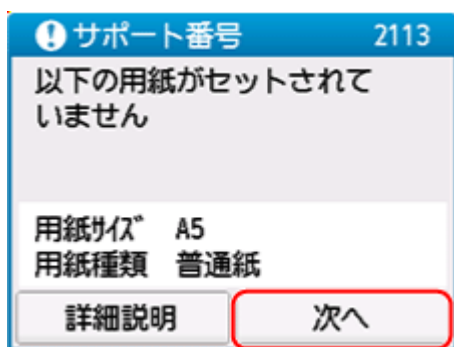 サポート番号 2113
以下の用紙がセットされて
いません
用紙ｻｲｽﾞ A5
用紙種類 普通紙
詳細説明 次へ